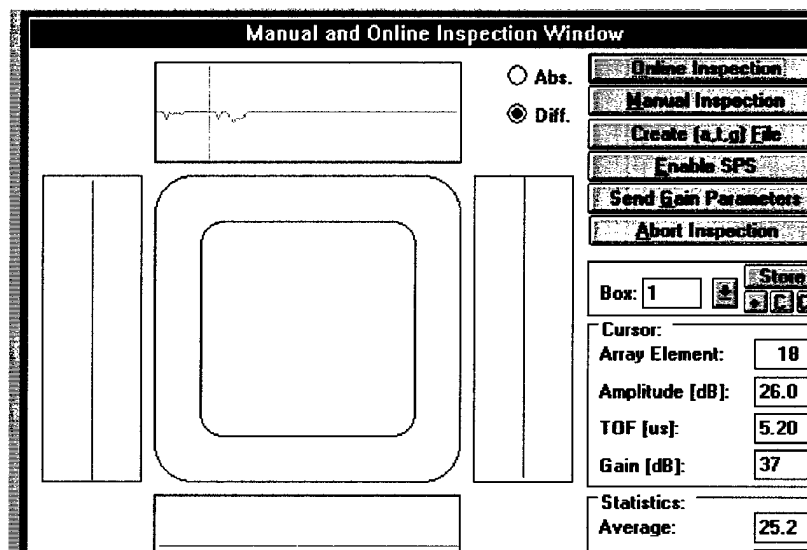 Manual and Online Inspection Window
Abs.
Diff.
Online Inspection
Manual Inspection
Create (a,t,g) File
Enable SPS
Send Gain Parameters
Abort Inspection
Box: 1
Store
C
Cursor:
Array Element: 18
Amplitude [dB]: 26.0
TOF [us]: 5.20
Gain [dB]: 37
Statistics:
Average: 25.2